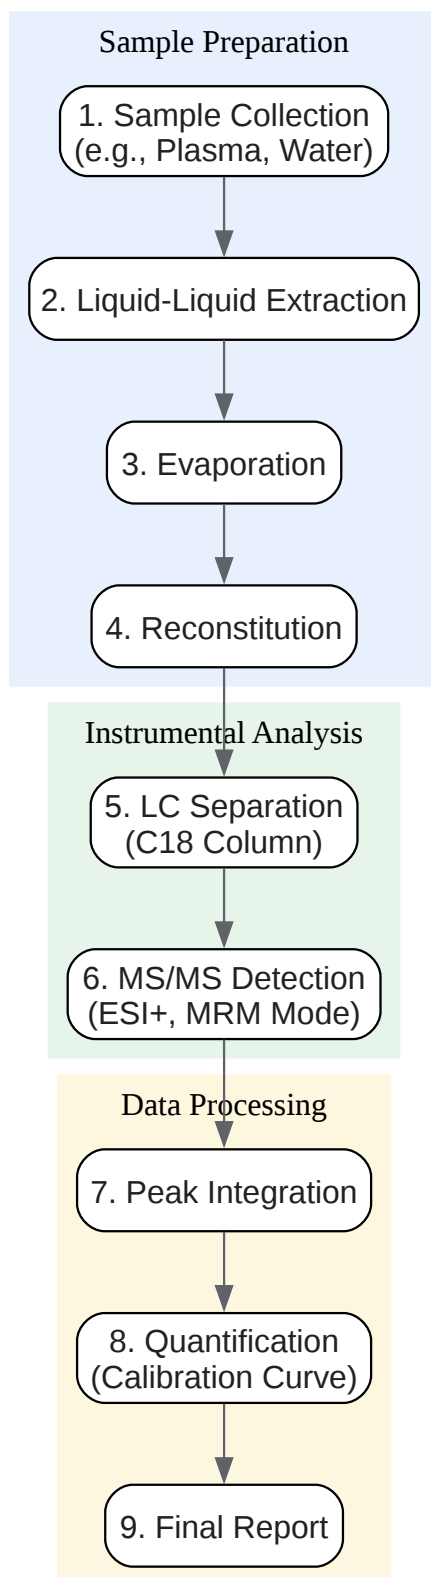 Sample Preparation
1. Sample Collection
(e.g., Plasma, Water)
2. Liquid-Liquid Extraction
3. Evaporation
4. Reconstitution
Instrumental Analysis
5. LC Separation
(C18 Column)
6. MS/MS Detection
(ESI+, MRM Mode)
Data Processing
7. Peak Integration
8. Quantification
(Calibration Curve)
9. Final Report